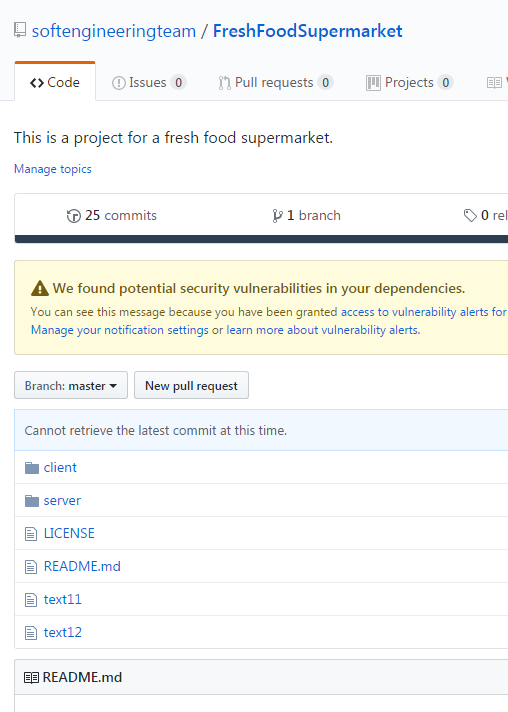 softengineeringteam / FreshFoodSupermarket
Code Issues 0 Pull requests 0 Projects 0
This is a project for a fresh food supermarket.
Manage topics
25 commits 1 branch 0 rel
We found potential security vulnerabilities in your dependencies.
You can see this message because you have been granted access to vulnerability alerts for
Manage your notification settings or learn more about vulnerability alerts.
Branch: master New pull request
Cannot retrieve the latest commit at this time.
client
server
LICENSE
README.md
text11
text12
README.md